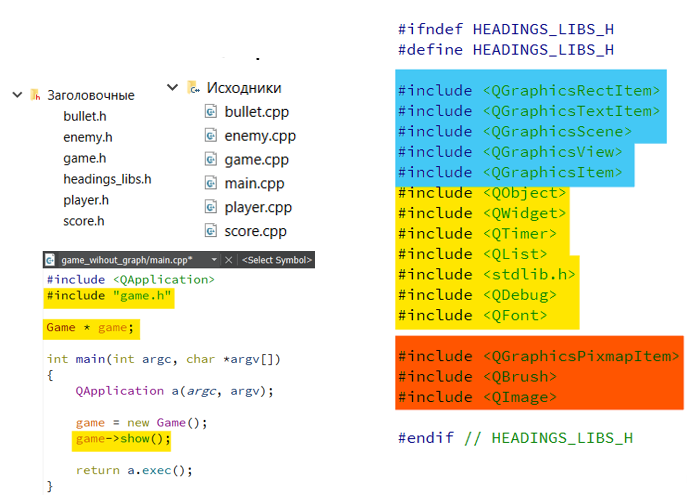 Заголовочные
bullet.h
enemy.h
game.h
headings_libs.h
player.h
score.h
Исходники
bullet.cpp
enemy.cpp
game.cpp
main.cpp
player.cpp
score.cpp
game_wihout_graph/main.cpp*
<Select Symbol>
#include <QApplication>
#include "game.h"
Game * game;
int main(int argc, char *argv[])
{
QApplication a(argc, argv);
game = new Game();
game->show();
return a.exec();
}
#ifndef HEADINGS_LIBS_H
#define HEADINGS_LIBS_H
#include <QGraphicsRectItem>
#include <QGraphicsTextItem>
#include <QGraphicsScene>
#include <QGraphicsView>
#include <QGraphicsItem>
#include <QObject>
#include <QWidget>
#include <QTimer>
#include <QList>
#include <stdlib.h>
#include <QDebug>
#include <QFont>
#include <QGraphicsPixmapItem>
#include <QBrush>
#include <QImage>
#endif // HEADINGS_LIBS_H